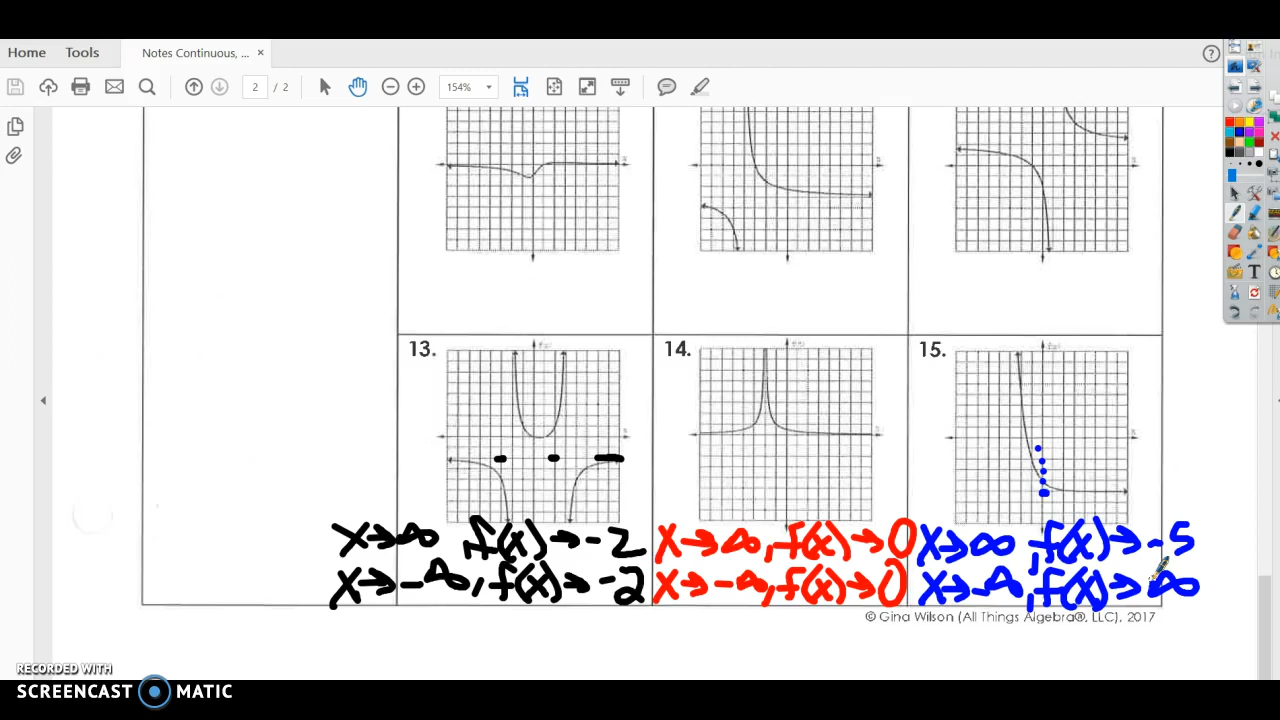 Home Tools Notes Continuous, ... ×
2 / 2 154%
13. 14. 15.
x→∞, f(x)→-2 x→∞, f(x)→0 x→∞, f(x)→-5
x→-∞, f(x)→-2 x→-∞, f(x)→0 x→-∞, f(x)→∞
© Gina Wilson (All Things Algebra®, LLC), 2017
RECORDED WITH
SCREENCAST MATIC